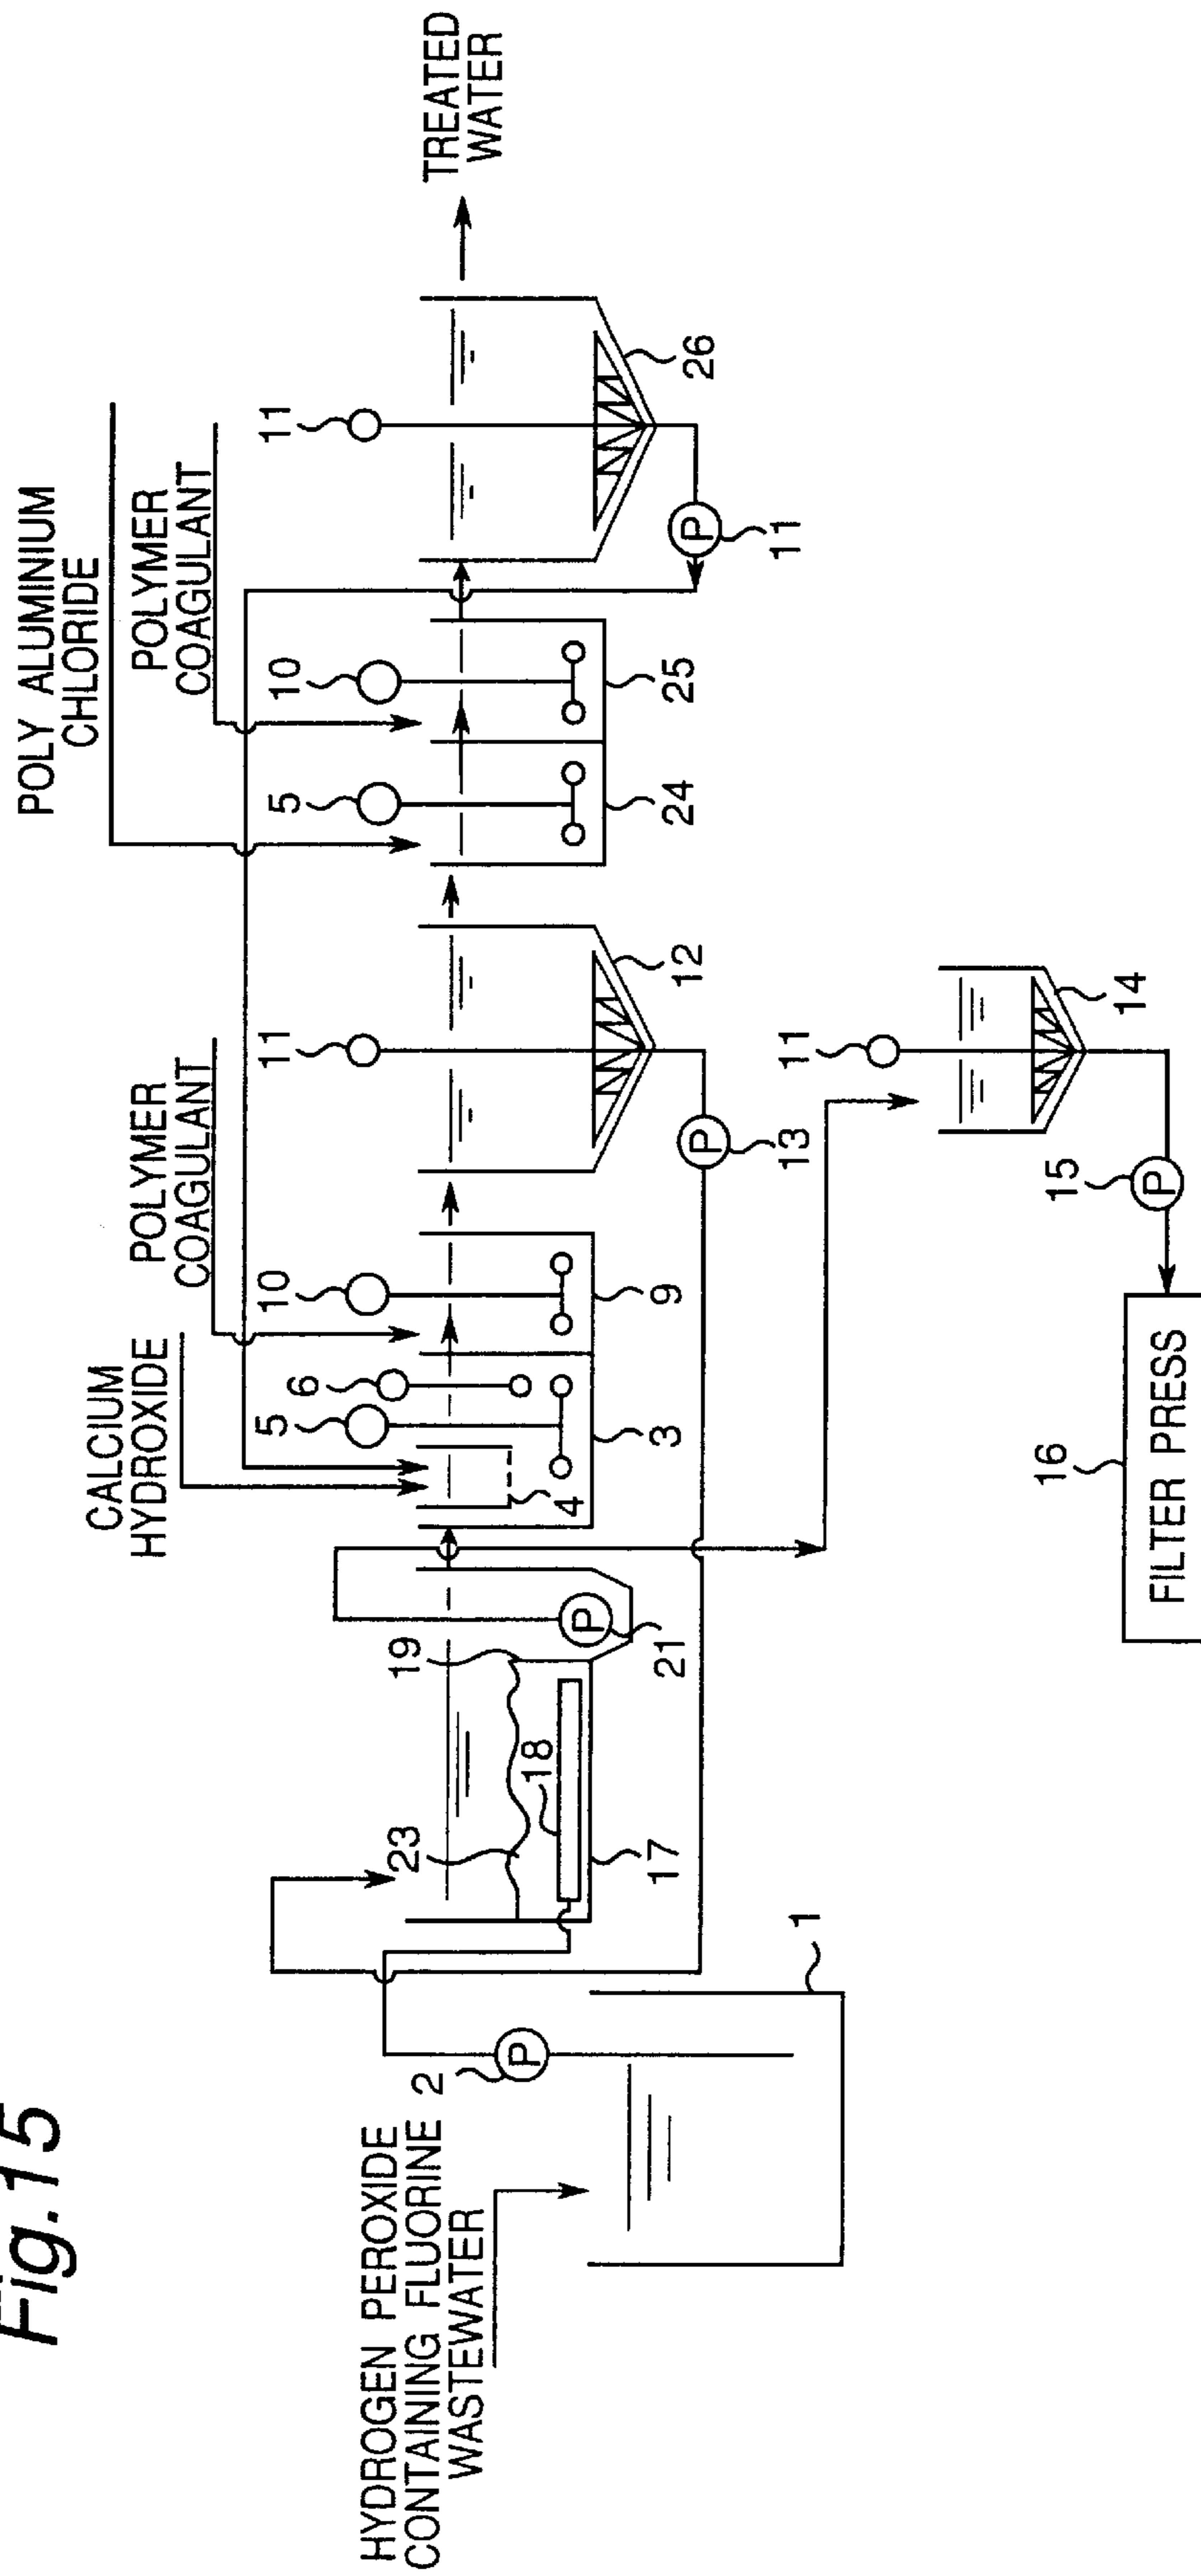 Fig.15
HYDROGEN PEROXIDE
CONTAINING FLUORINE
WASTEWATER
2
P
1
23
18
19
17
P
21
CALCIUM
HYDROXIDE
4
5
6
3
POLYMER
COAGULANT
10
9
11
12
P
13
POLY ALUMINIUM
CHLORIDE
5
24
POLYMER
COAGULANT
10
25
11
26
P
11
TREATED
WATER
11
14
15
P
16
FILTER PRESS